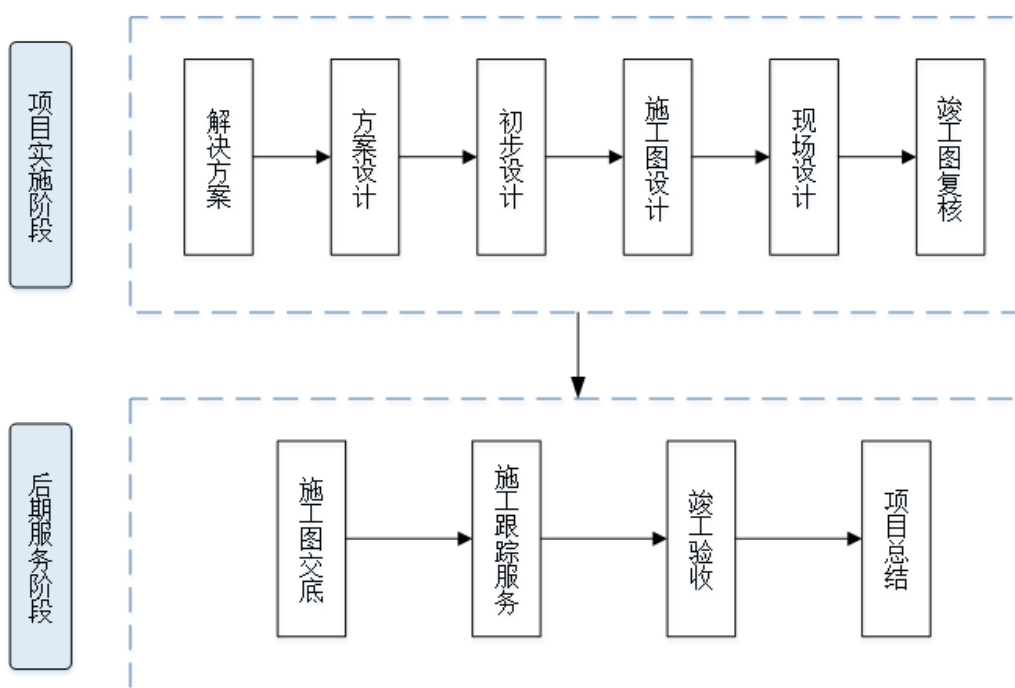 项目实施阶段
解决方案
方案设计
初步设计
施工图设计
现场设计
竣工图复核
后期服务阶段
施工图交底
施工跟踪服务
竣工验收
项目总结